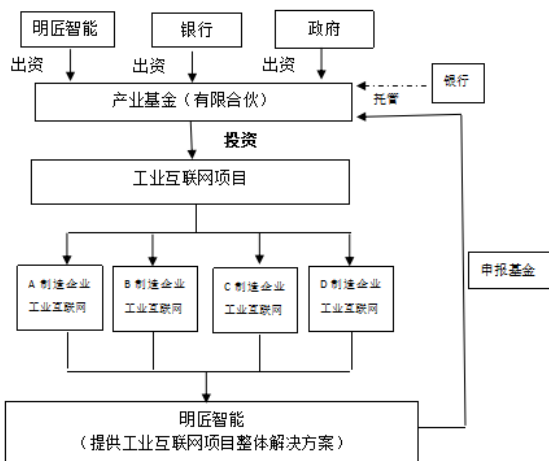 明匠智能
银行
政府
出资
出资
出资
产业基金（有限合伙）
银行
托管
投资
工业互联网项目
A 制造企业
工业互联网
B 制造企业
工业互联网
C 制造企业
工业互联网
D 制造企业
工业互联网
申报基金
明匠智能
（提供工业互联网项目整体解决方案）